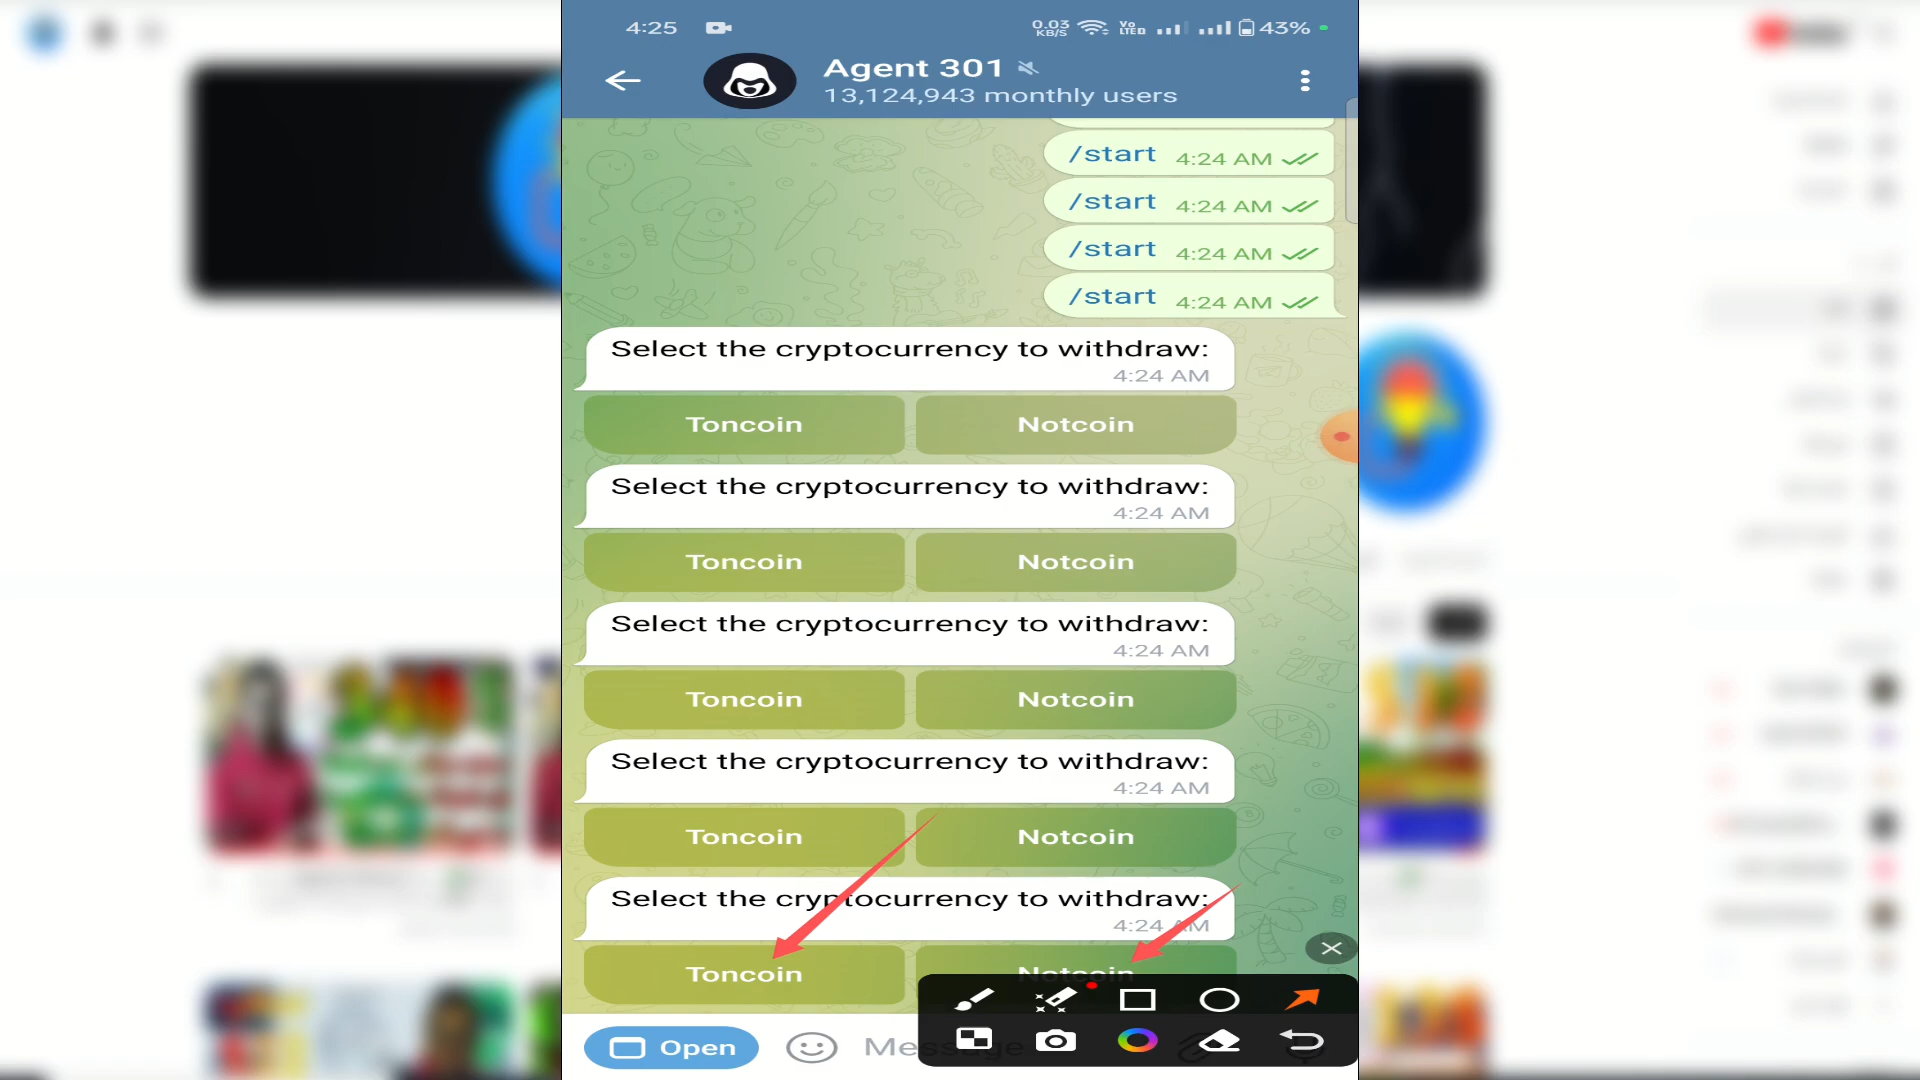 4:25
0.03 KB/S
Vo LTE
43%
Agent 301
13,124,943 monthly users
/start 4:24 AM
/start 4:24 AM
/start 4:24 AM
/start 4:24 AM
Select the cryptocurrency to withdraw:
4:24 AM
Toncoin Notcoin
Select the cryptocurrency to withdraw:
4:24 AM
Toncoin Notcoin
Select the cryptocurrency to withdraw:
4:24 AM
Toncoin Notcoin
Select the cryptocurrency to withdraw:
4:24 AM
Toncoin Notcoin
Select the cryptocurrency to withdraw:
4:24 AM
Toncoin Notcoin
Open Message